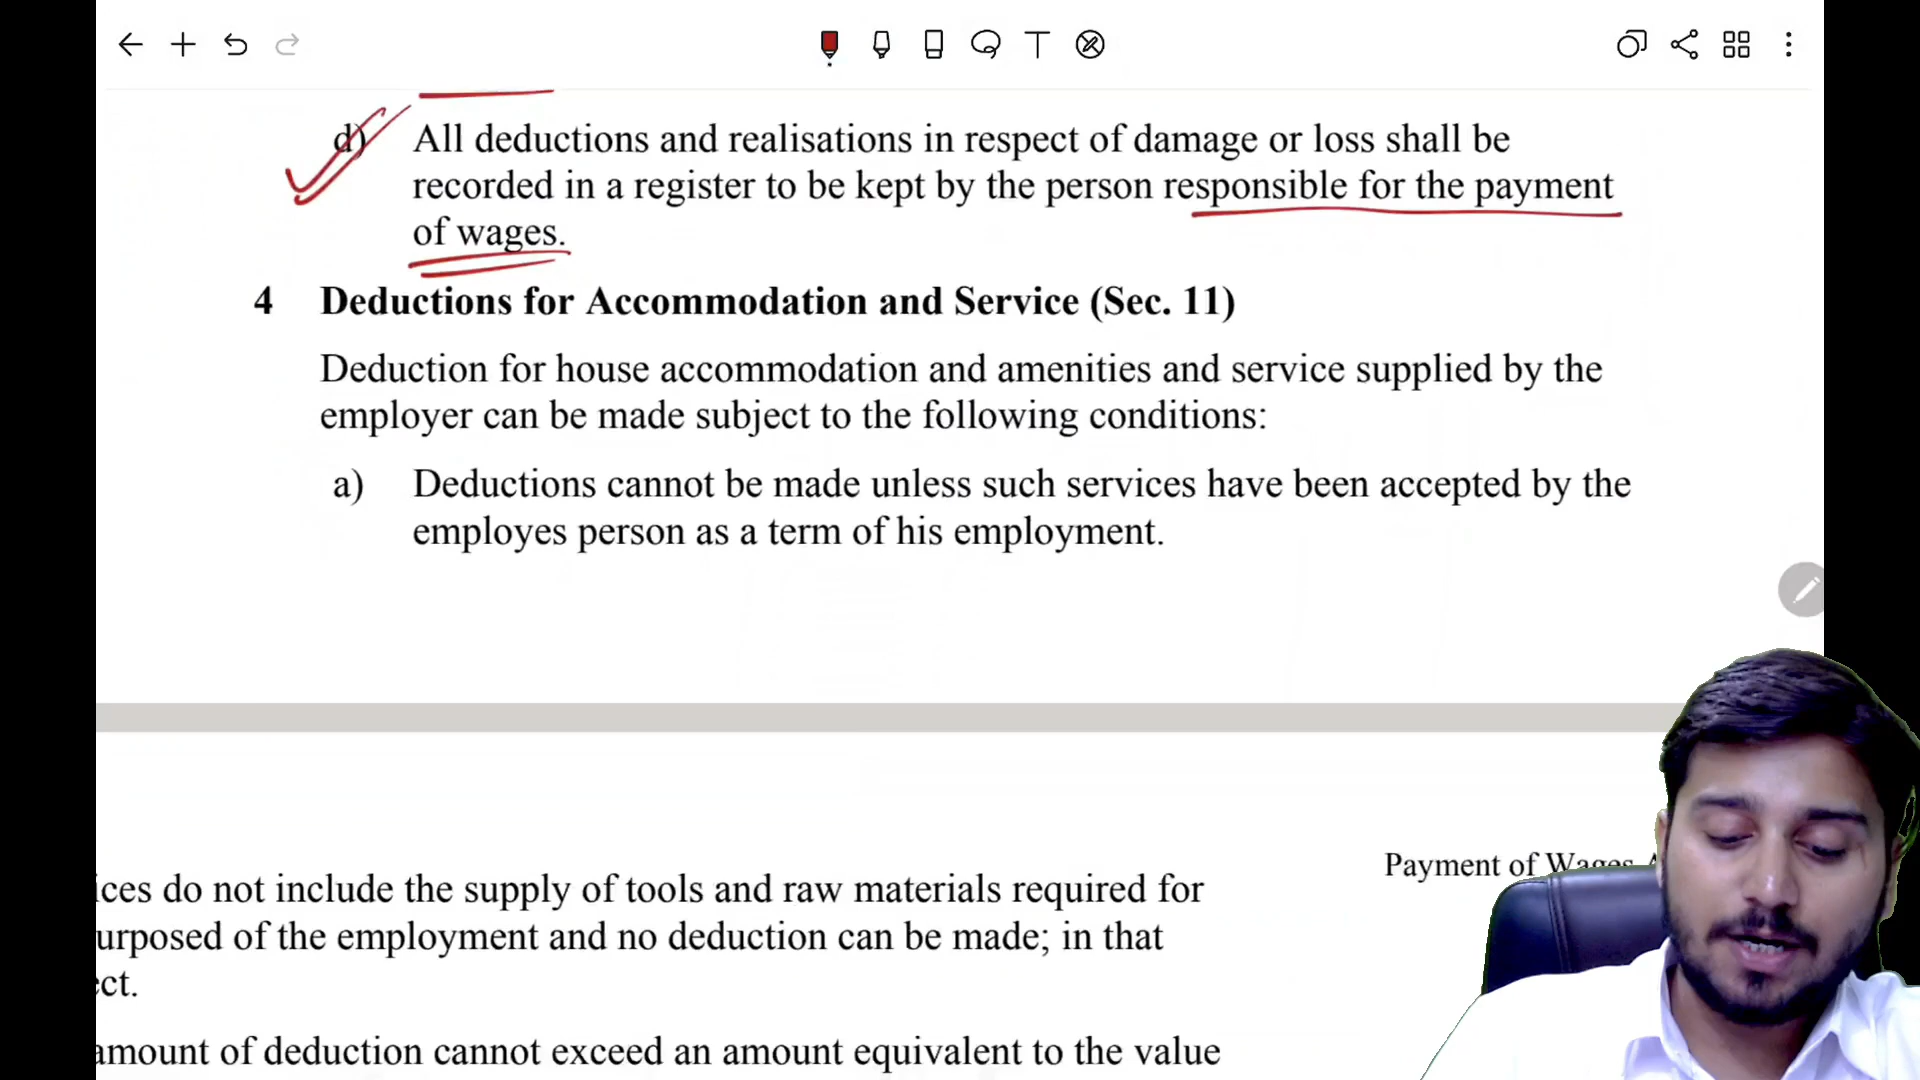 d) All deductions and realisations in respect of damage or loss shall be
recorded in a register to be kept by the person responsible for the payment
of wages.
4 Deductions for Accommodation and Service (Sec. 11)
Deduction for house accommodation and amenities and service supplied by the
employer can be made subject to the following conditions:
a) Deductions cannot be made unless such services have been accepted by the
employes person as a term of his employment.
Payment of Wages
ices do not include the supply of tools and raw materials required for
urposed of the employment and no deduction can be made; in that
ect.
amount of deduction cannot exceed an amount equivalent to the value